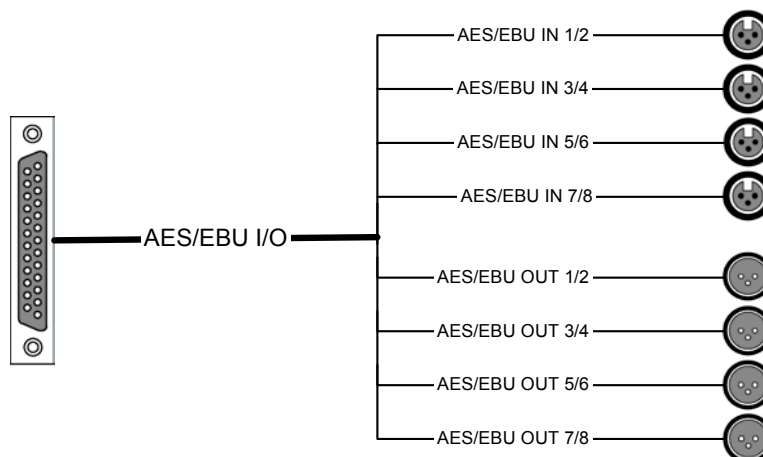 AES/EBU IN 1/2
AES/EBU IN 3/4
AES/EBU IN 5/6
AES/EBU IN 7/8
AES/EBU I/O
AES/EBU OUT 1/2
AES/EBU OUT 3/4
AES/EBU OUT 5/6
AES/EBU OUT 7/8